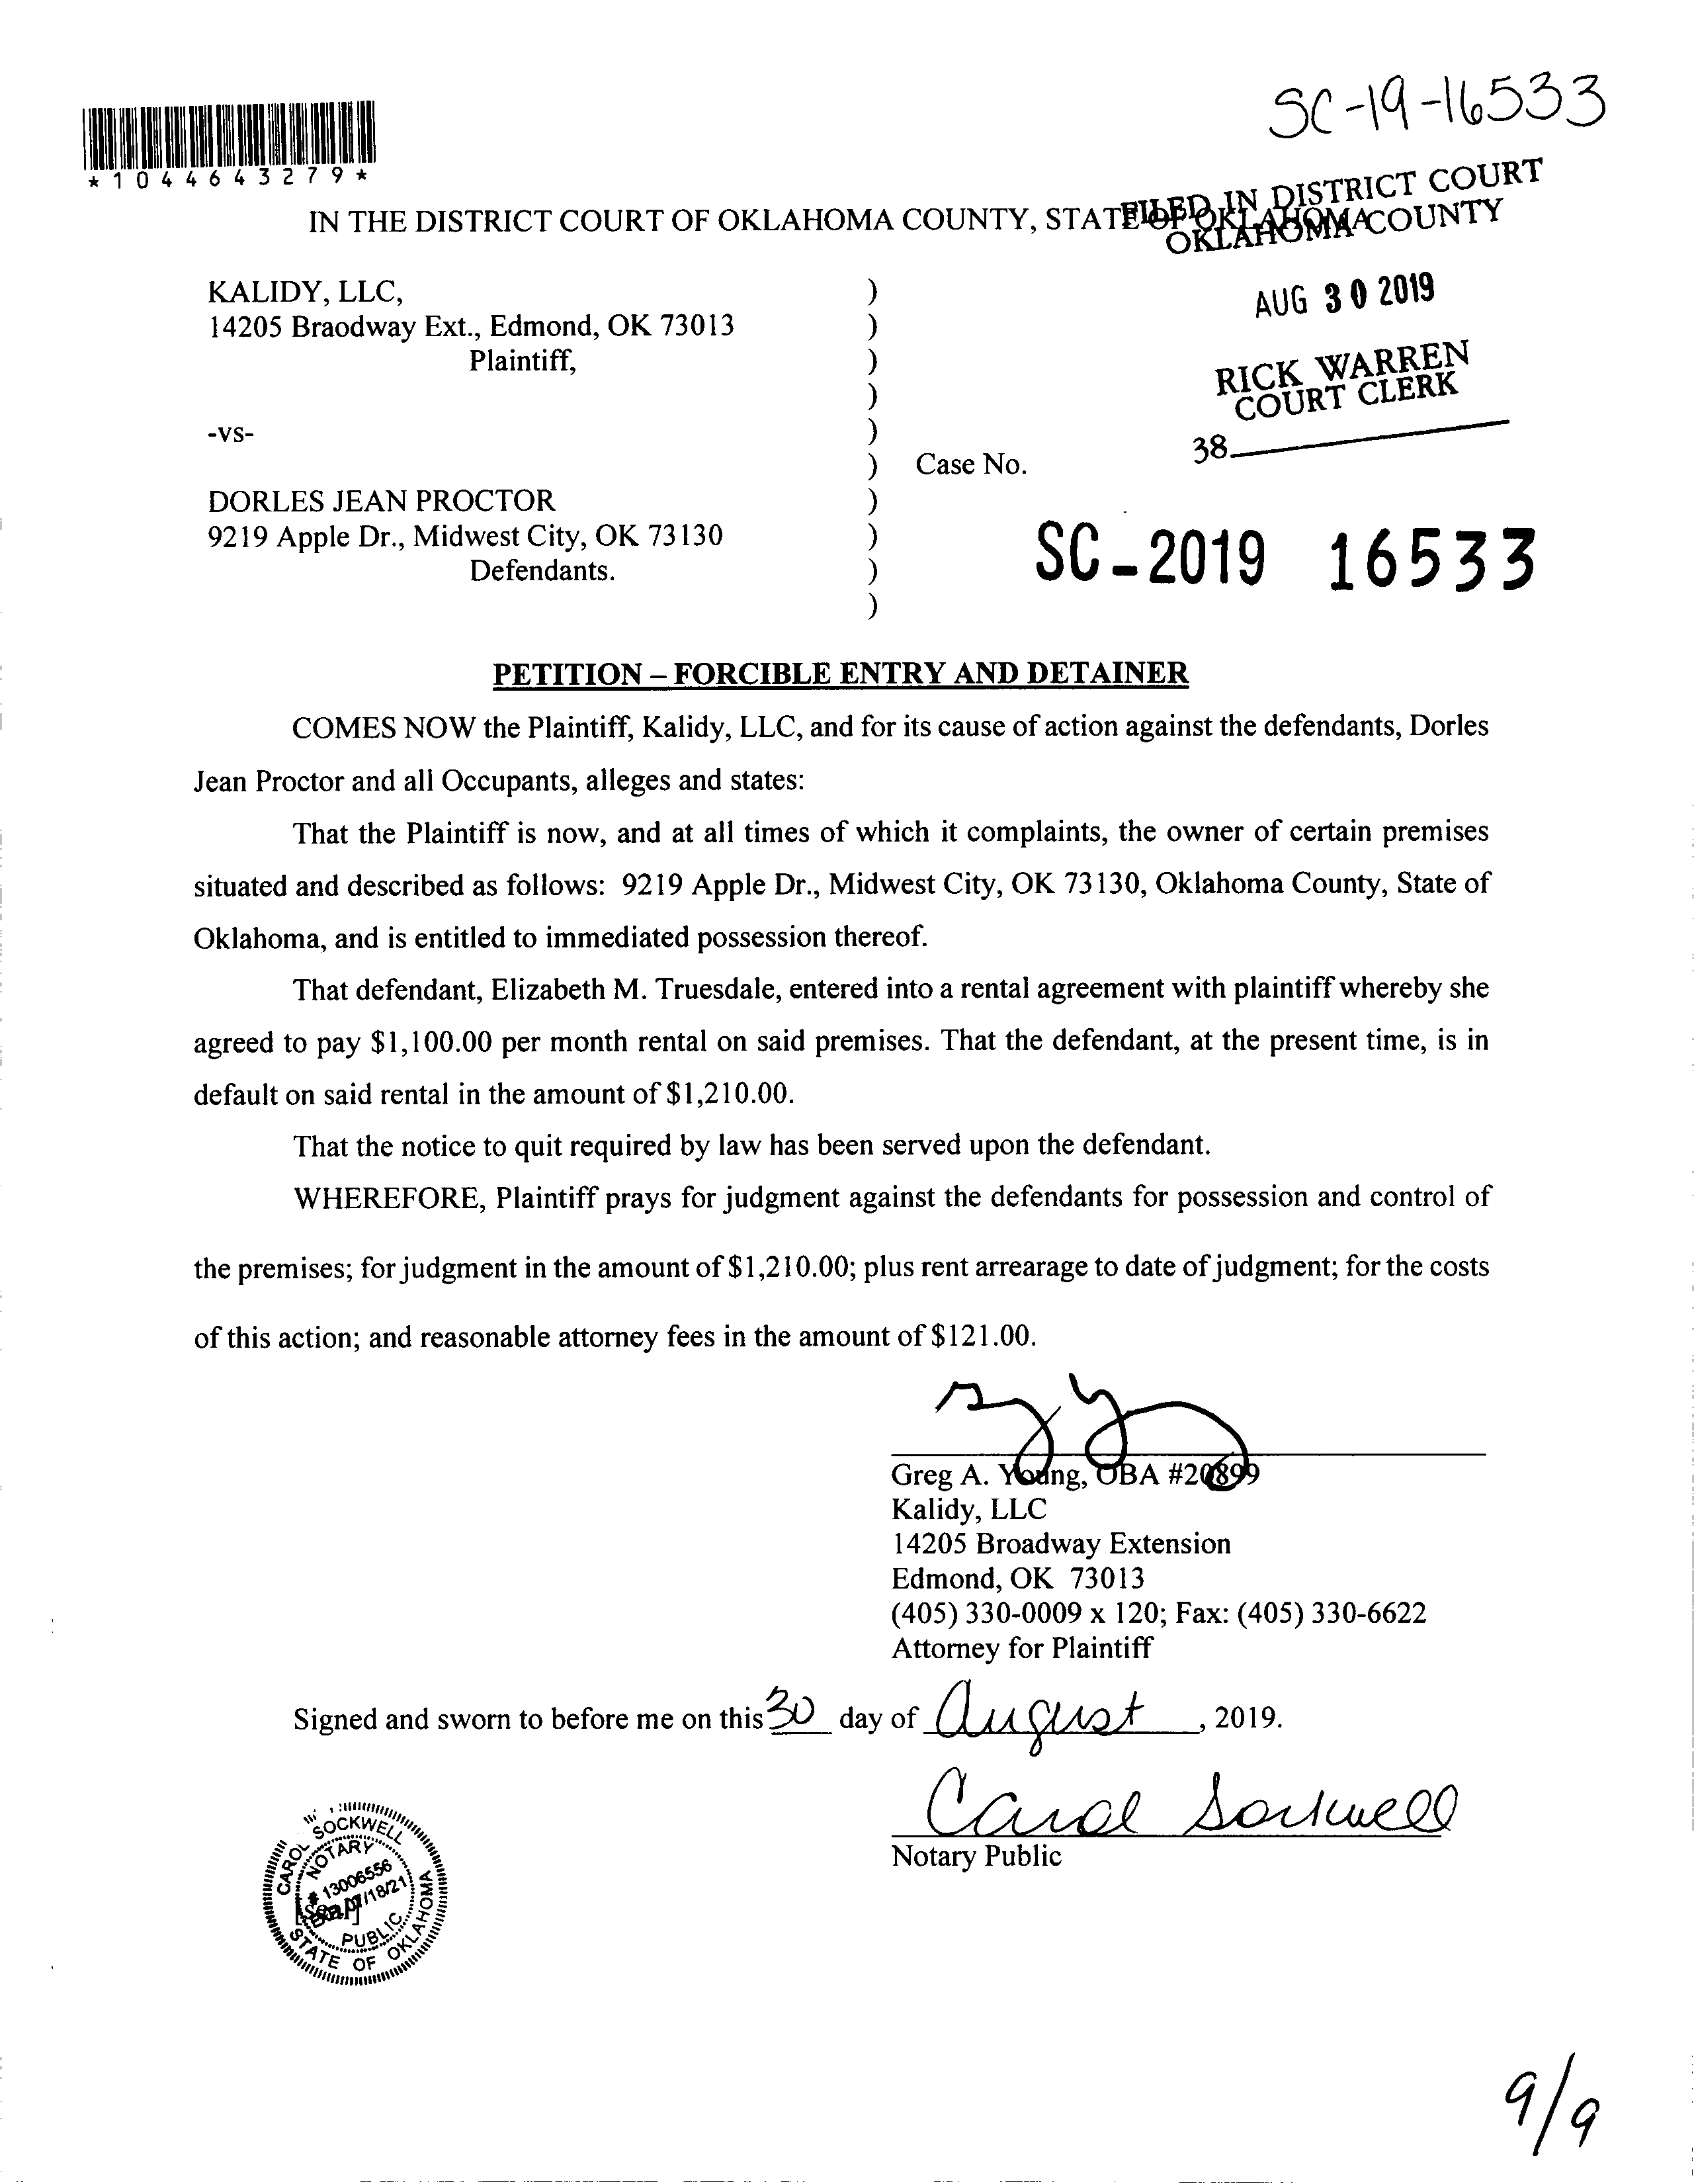 SC-19-16533
*1044643279*
FILED IN DISTRICT COURT
OKLAHOMA COUNTY
IN THE DISTRICT COURT OF OKLAHOMA COUNTY, STATE OF OKLAHOMA
AUG 30 2019
RICK WARREN
COURT CLERK
38
KALIDY, LLC, )
14205 Braodway Ext., Edmond, OK 73013 )
Plaintiff, )
)
-vs- )
) Case No.
DORLES JEAN PROCTOR )
9219 Apple Dr., Midwest City, OK 73130 )
Defendants. )
)
SC-2019 16533
PETITION – FORCIBLE ENTRY AND DETAINER
COMES NOW the Plaintiff, Kalidy, LLC, and for its cause of action against the defendants, Dorles
Jean Proctor and all Occupants, alleges and states:
That the Plaintiff is now, and at all times of which it complaints, the owner of certain premises
situated and described as follows: 9219 Apple Dr., Midwest City, OK 73130, Oklahoma County, State of
Oklahoma, and is entitled to immediated possession thereof.
That defendant, Elizabeth M. Truesdale, entered into a rental agreement with plaintiff whereby she
agreed to pay $1,100.00 per month rental on said premises. That the defendant, at the present time, is in
default on said rental in the amount of $1,210.00.
That the notice to quit required by law has been served upon the defendant.
WHEREFORE, Plaintiff prays for judgment against the defendants for possession and control of
the premises; for judgment in the amount of $1,210.00; plus rent arrearage to date of judgment; for the costs
of this action; and reasonable attorney fees in the amount of $121.00.
Greg A. Young, OBA #20899
Kalidy, LLC
14205 Broadway Extension
Edmond, OK 73013
(405) 330-0009 x 120; Fax: (405) 330-6622
Attorney for Plaintiff
Signed and sworn to before me on this 30 day of August, 2019.
Carol Sockwell
Notary Public
CAROL SOCKWELL
NOTARY
# 13006556
[Seal]
PUBLIC
STATE OF OKLAHOMA
9/9